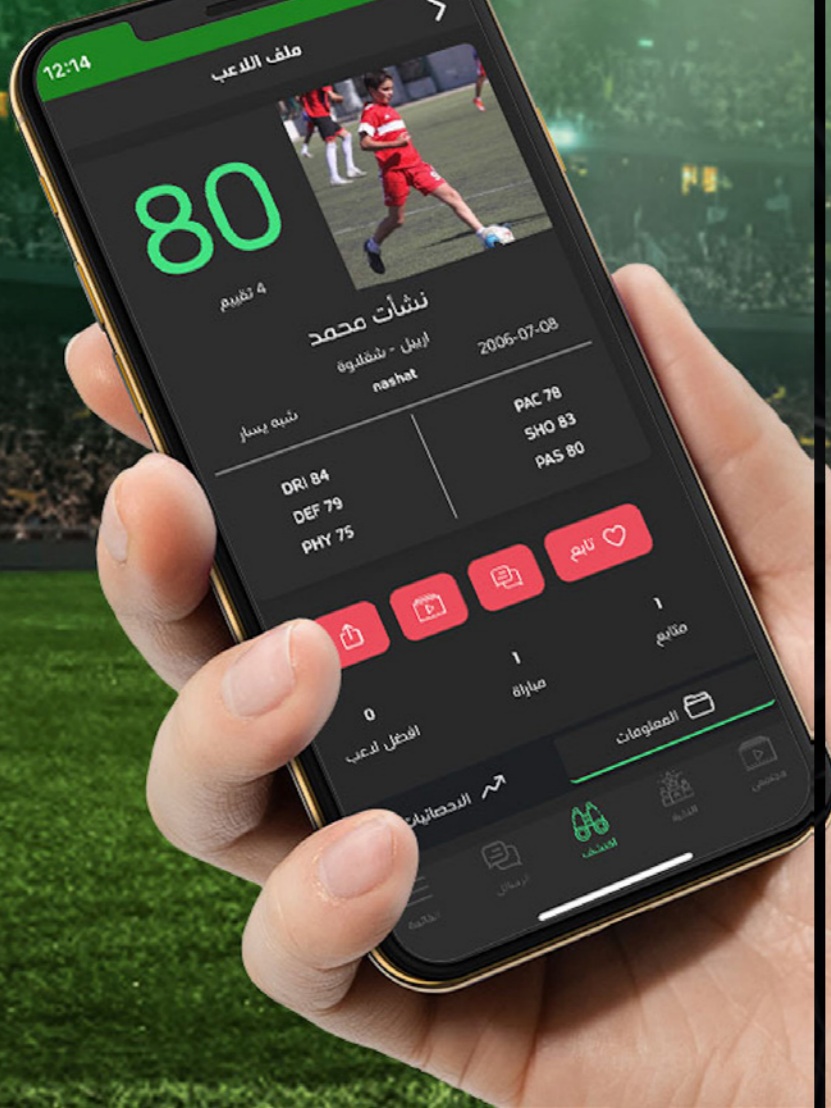 12:14
ملف اللاعب
80
4 تقييم
نشأت محمد
اربيل - شقلاوة
2006-07-08
nashat
شبه يسار
PAC 78
SHO 83
PAS 80
DRI 84
DEF 79
PHY 75
تابع
1
متابع
1
مباراة
0
افضل لاعب
المعلومات
الاحصائيات
اكتشف
القائمة